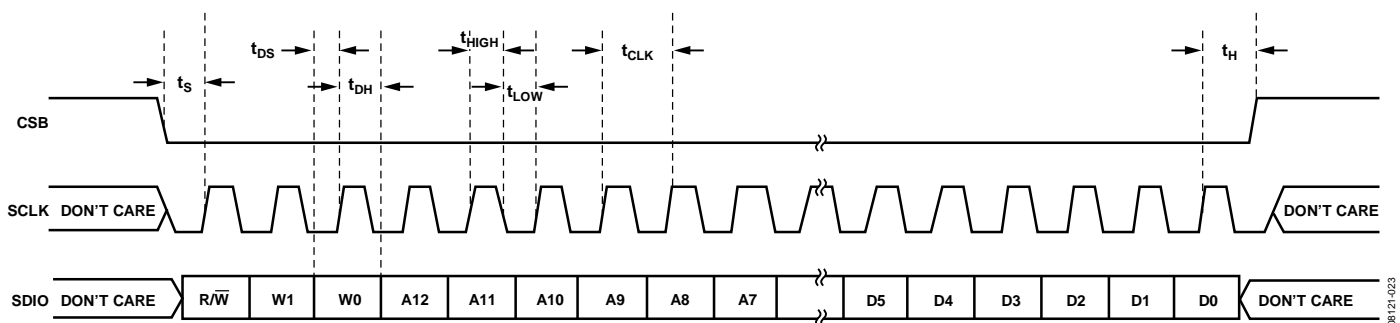 tDS
tHIGH
tCLK
tH
tS
tDH
tLOW
CSB
SCLK DON'T CARE
DON'T CARE
SDIO DON'T CARE R/W̅ W1 W0 A12 A11 A10 A9 A8 A7 D5 D4 D3 D2 D1 D0 DON'T CARE
08121-023